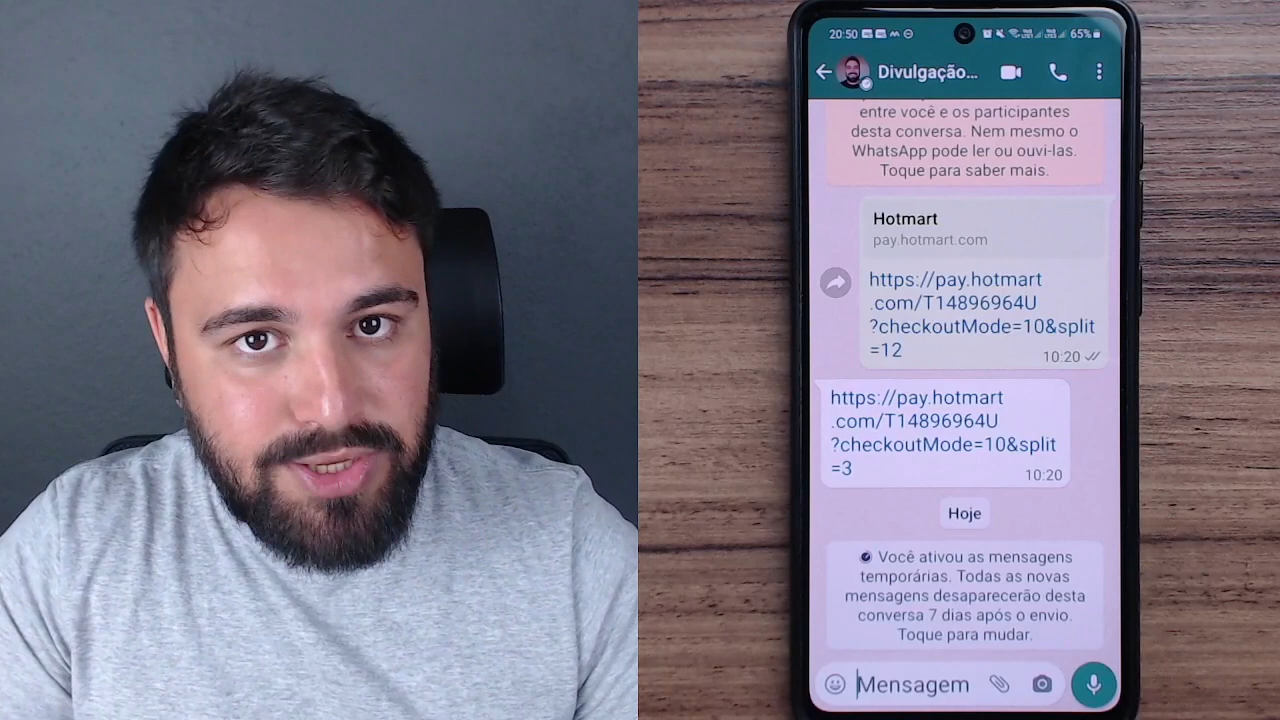 20:50
65%
Divulgação...
entre você e os participantes
desta conversa. Nem mesmo o
WhatsApp pode ler ou ouvi-las.
Toque para saber mais.
Hotmart
pay.hotmart.com
https://pay.hotmart
.com/T14896964U
?checkoutMode=10&split
=12
10:20
https://pay.hotmart
.com/T14896964U
?checkoutMode=10&split
=3
10:20
Hoje
Você ativou as mensagens
temporárias. Todas as novas
mensagens desaparecerão desta
conversa 7 dias após o envio.
Toque para mudar.
Mensagem